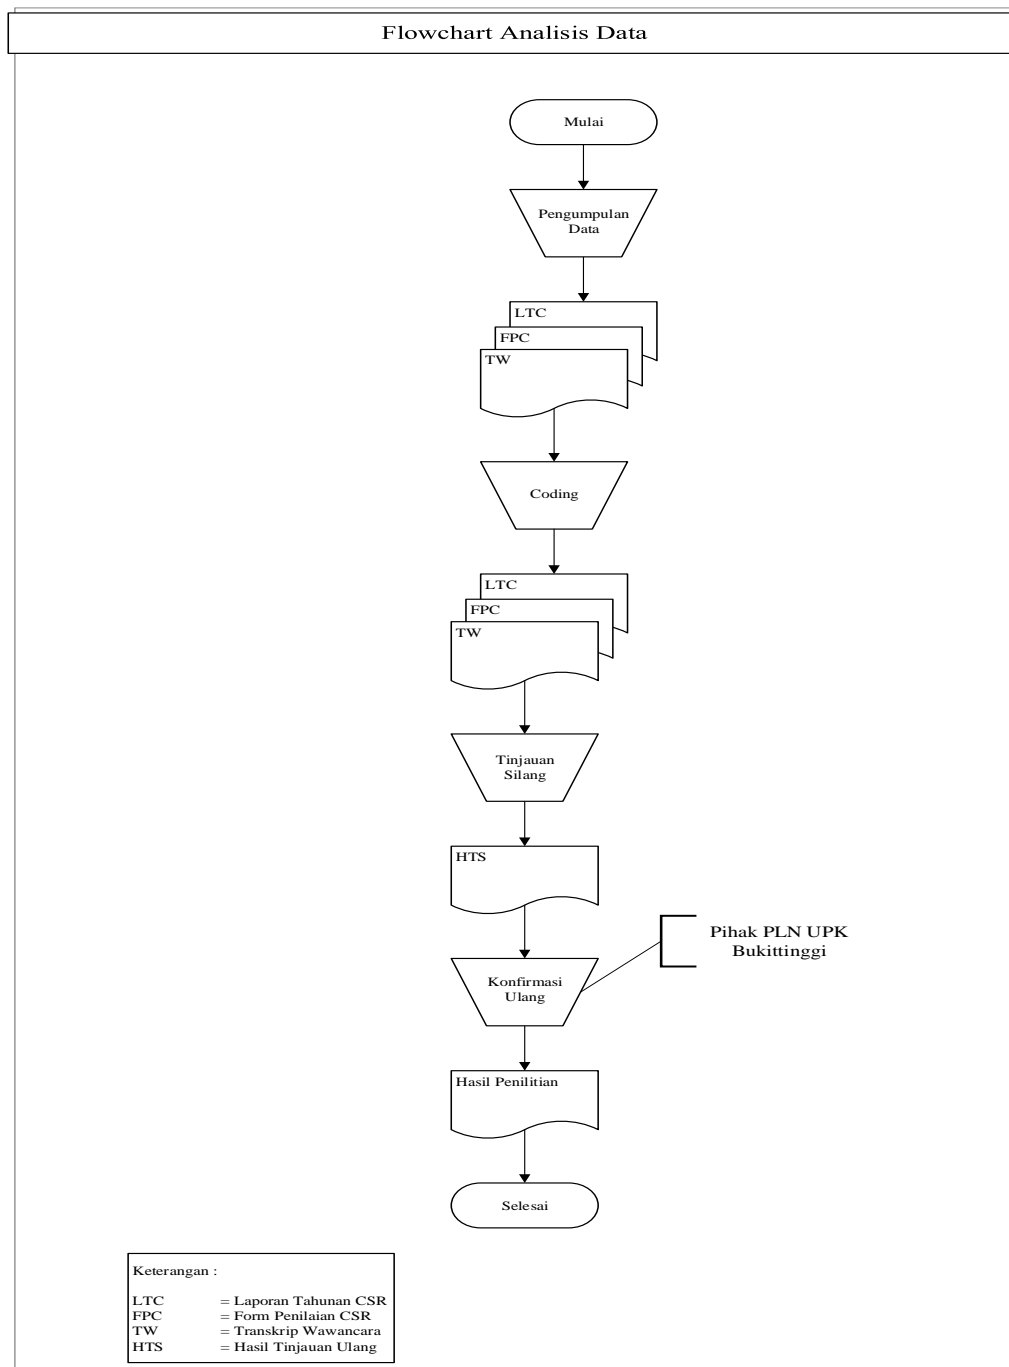 Flowchart Analisis Data
Mulai
Pengumpulan
Data
LTC
FPC
TW
Coding
LTC
FPC
TW
Tinjauan
Silang
HTS
Pihak PLN UPK
Bukittinggi
Konfirmasi
Ulang
Hasil Penilitian
Selesai
Keterangan :
LTC = Laporan Tahunan CSR
FPC = Form Penilaian CSR
TW = Transkrip Wawancara
HTS = Hasil Tinjauan Ulang